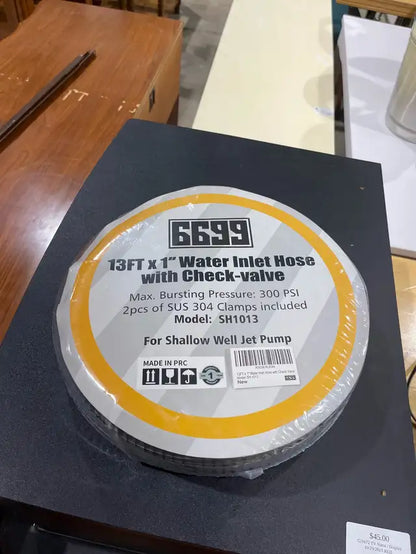 6699
13FT x 1" Water Inlet Hose
with Check-valve
Max. Bursting Pressure: 300 PSI
2pcs of SUS 304 Clamps included
Model: SH1013
For Shallow Well Jet Pump
MADE IN PRC
New
$45.00